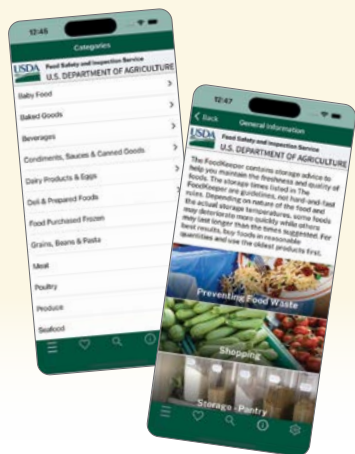 12:45
Categories
USDA Food Safety and Inspection Service
U.S. DEPARTMENT OF AGRICULTURE
Baby Food
Baked Goods
Beverages
Condiments, Sauces & Canned Goods
Dairy Products & Eggs
Deli & Prepared Foods
Food Purchased Frozen
Grains, Beans & Pasta
Meat
Poultry
Produce
Seafood
12:47
Back
General Information
USDA Food Safety and Inspection Service
U.S. DEPARTMENT OF AGRICULTURE
The FoodKeeper contains storage advice to
help you maintain the freshness and quality of
foods. The storage times listed in The
FoodKeeper are guidelines, not hard-and-fast
rules. Depending on nature of the food and
the actual storage temperatures, some foods
may deteriorate more quickly while others
may last longer than the times suggested. For
best results, buy foods in reasonable
quantities and use the oldest products first.
Preventing Food Waste
Shopping
Storage - Pantry